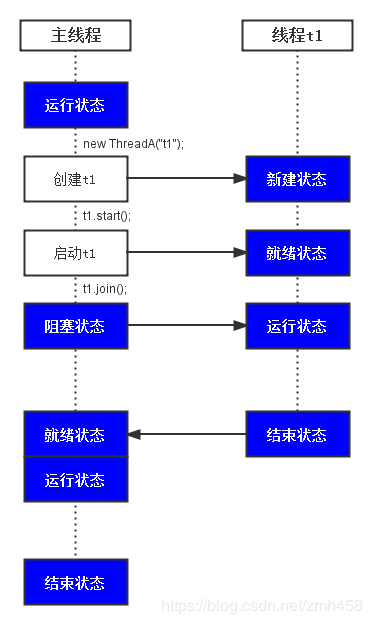 主线程
线程t1
运行状态
new ThreadA("t1");
创建t1
新建状态
t1.start();
启动t1
就绪状态
t1.join();
阻塞状态
运行状态
就绪状态
结束状态
运行状态
结束状态
https://blog.csdn.net/zmh458